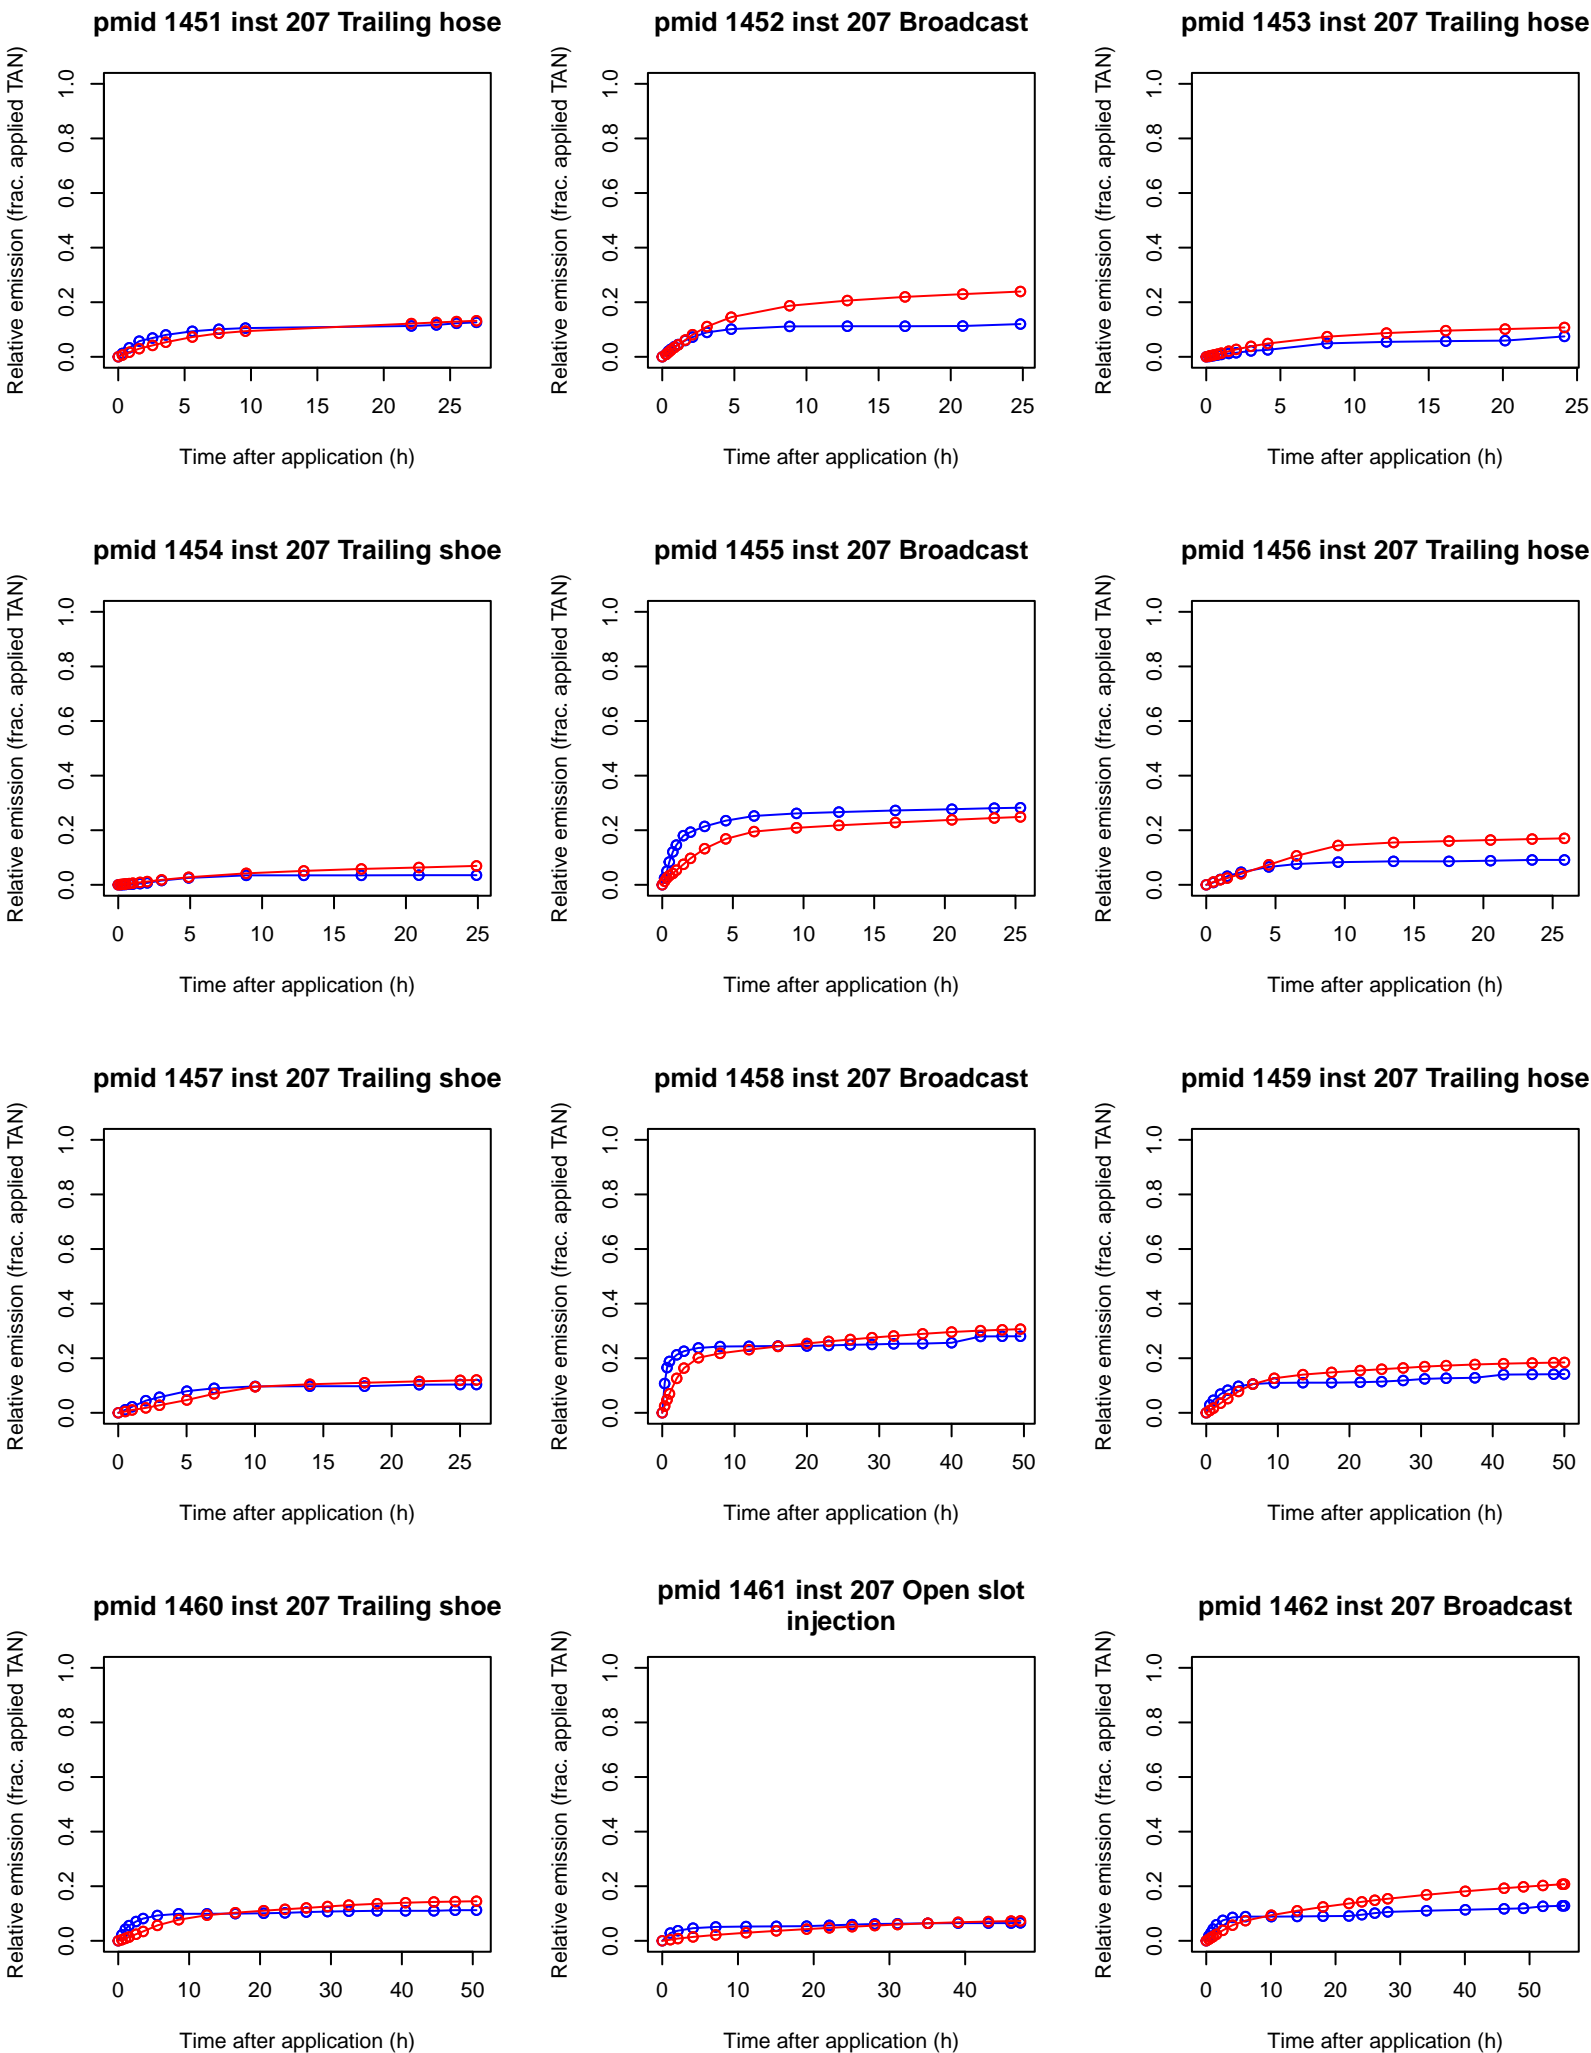 pmid 1451 inst 207 Trailing hose
Relative emission (frac. applied TAN)
0.0 0.2 0.4 0.6 0.8 1.0
0 5 10 15 20 25
Time after application (h)
pmid 1452 inst 207 Broadcast
Relative emission (frac. applied TAN)
0.0 0.2 0.4 0.6 0.8 1.0
0 5 10 15 20 25
Time after application (h)
pmid 1453 inst 207 Trailing hose
Relative emission (frac. applied TAN)
0.0 0.2 0.4 0.6 0.8 1.0
0 5 10 15 20 25
Time after application (h)
pmid 1454 inst 207 Trailing shoe
Relative emission (frac. applied TAN)
0.0 0.2 0.4 0.6 0.8 1.0
0 5 10 15 20 25
Time after application (h)
pmid 1455 inst 207 Broadcast
Relative emission (frac. applied TAN)
0.0 0.2 0.4 0.6 0.8 1.0
0 5 10 15 20 25
Time after application (h)
pmid 1456 inst 207 Trailing hose
Relative emission (frac. applied TAN)
0.0 0.2 0.4 0.6 0.8 1.0
0 5 10 15 20 25
Time after application (h)
pmid 1457 inst 207 Trailing shoe
Relative emission (frac. applied TAN)
0.0 0.2 0.4 0.6 0.8 1.0
0 5 10 15 20 25
Time after application (h)
pmid 1458 inst 207 Broadcast
Relative emission (frac. applied TAN)
0.0 0.2 0.4 0.6 0.8 1.0
0 10 20 30 40 50
Time after application (h)
pmid 1459 inst 207 Trailing hose
Relative emission (frac. applied TAN)
0.0 0.2 0.4 0.6 0.8 1.0
0 10 20 30 40 50
Time after application (h)
pmid 1460 inst 207 Trailing shoe
Relative emission (frac. applied TAN)
0.0 0.2 0.4 0.6 0.8 1.0
0 10 20 30 40 50
Time after application (h)
pmid 1461 inst 207 Open slot
injection
Relative emission (frac. applied TAN)
0.0 0.2 0.4 0.6 0.8 1.0
0 10 20 30 40
Time after application (h)
pmid 1462 inst 207 Broadcast
Relative emission (frac. applied TAN)
0.0 0.2 0.4 0.6 0.8 1.0
0 10 20 30 40 50
Time after application (h)